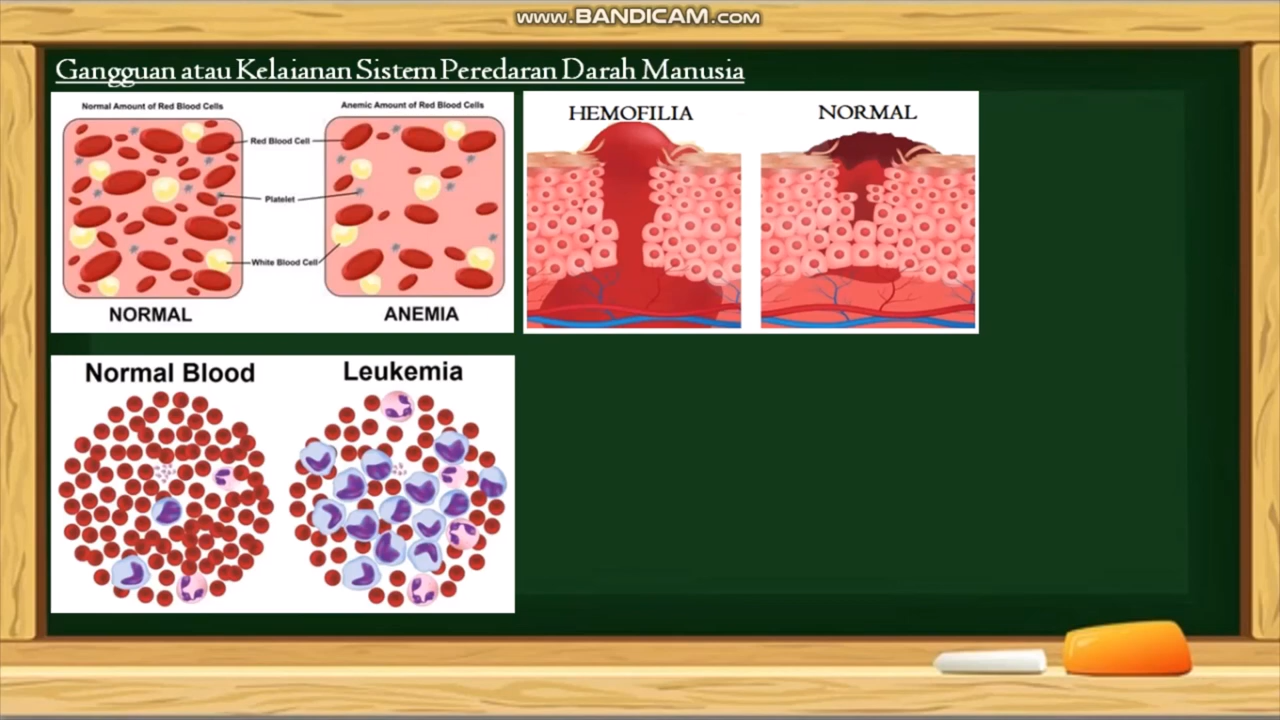 www.BANDICAM.com
Gangguan atau Kelaianan Sistem Peredaran Darah Manusia
Normal Amount of Red Blood Cells
Anemic Amount of Red Blood Cells
Red Blood Cell
Platelet
White Blood Cell
NORMAL
ANEMIA
HEMOFILIA
NORMAL
Normal Blood
Leukemia